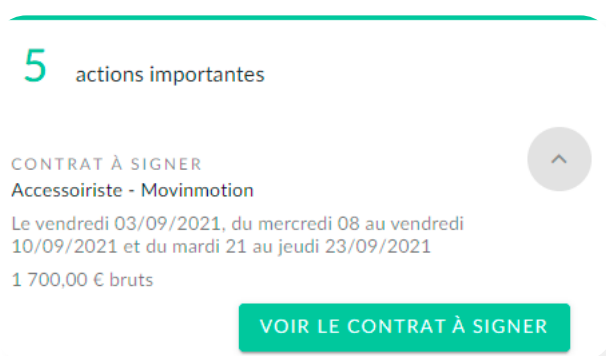 5 actions importantes
CONTRAT À SIGNER
Accessoiriste - Movinmotion
Le vendredi 03/09/2021, du mercredi 08 au vendredi
10/09/2021 et du mardi 21 au jeudi 23/09/2021
1 700,00 € bruts
VOIR LE CONTRAT À SIGNER